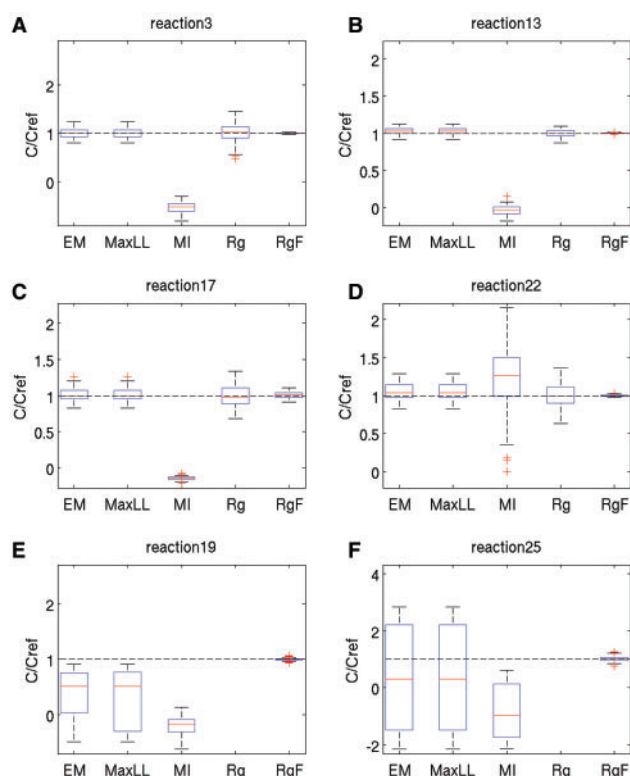 A
reaction3
C/Cref
2
1
0
EM MaxLL MI Rg RgF
B
reaction13
C/Cref
2
1.5
1
0.5
0
EM MaxLL MI Rg RgF
C
reaction17
C/Cref
2
1.5
1
0.5
0
EM MaxLL MI Rg RgF
D
reaction22
C/Cref
2
1.5
1
0.5
0
EM MaxLL MI Rg RgF
E
reaction19
C/Cref
2
1
0
EM MaxLL MI Rg RgF
F
reaction25
C/Cref
4
2
1
0
-2
EM MaxLL MI Rg RgF